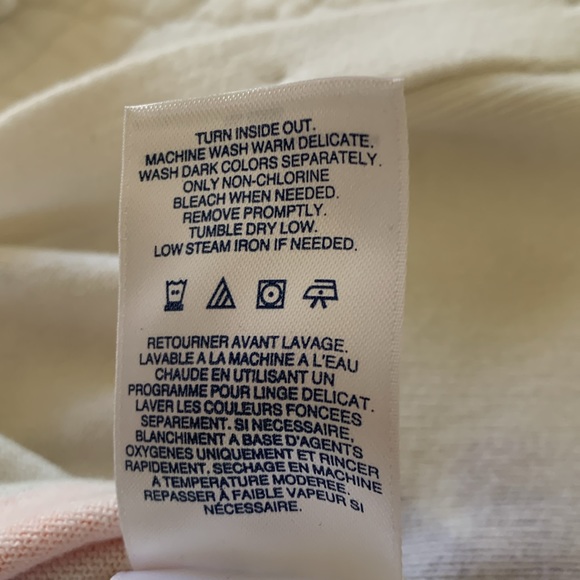 TURN INSIDE OUT.
MACHINE WASH WARM DELICATE.
WASH DARK COLORS SEPARATELY.
ONLY NON-CHLORINE
BLEACH WHEN NEEDED.
REMOVE PROMPTLY.
TUMBLE DRY LOW.
LOW STEAM IRON IF NEEDED.
RETOURNER AVANT LAVAGE.
LAVABLE A LA MACHINE A L'EAU
CHAUDE EN UTILISANT UN
PROGRAMME POUR LINGE DELICAT.
LAVER LES COULEURS FONCEES
SEPAREMENT. SI NECESSAIRE,
BLANCHIMENT A BASE D'AGENTS
OXYGENES UNIQUEMENT ET RINCER
RAPIDEMENT. SECHAGE EN MACHINE
A TEMPERATURE MODEREE.
REPASSER À FAIBLE VAPEUR SI
NÉCESSAIRE.